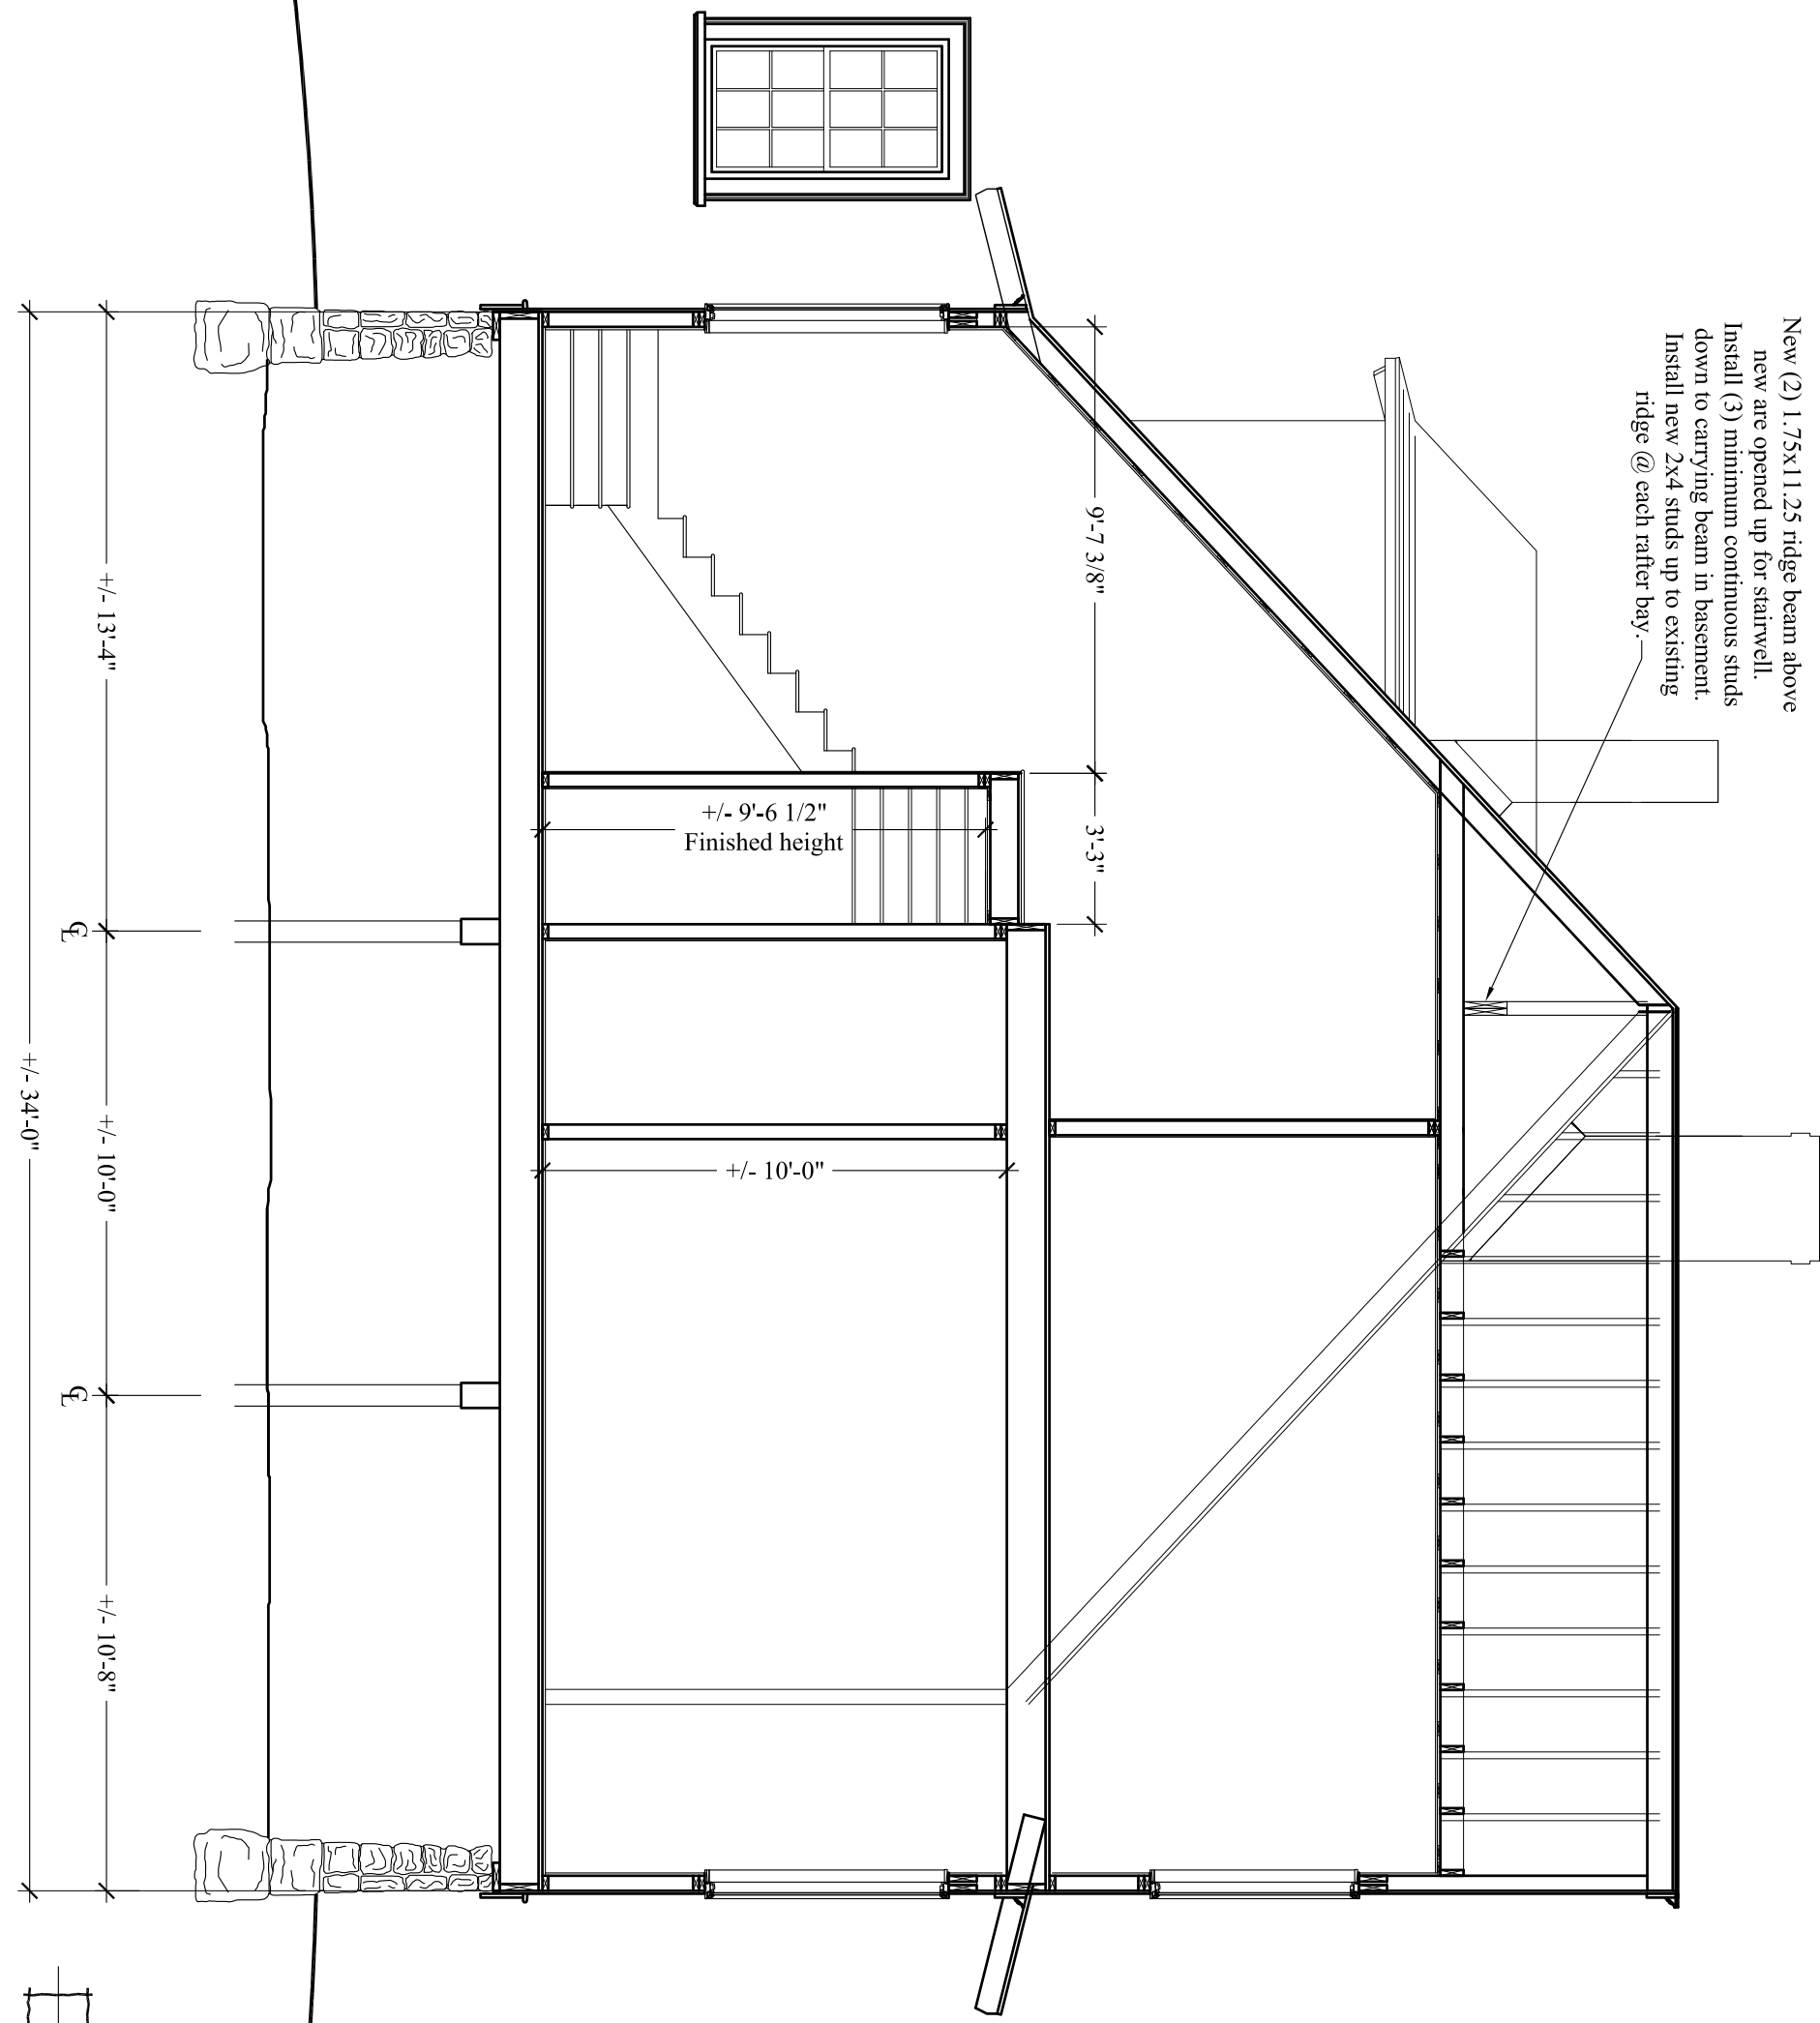 New (2) 1.75x11.25 ridge beam above
new are opened up for stairwell.
Install (3) minimum continuous studs
down to carrying beam in basement.
Install new 2x4 studs up to existing
ridge @ each rafter bay.
9'-7 3/8"
3'-3"
+/- 9'-6 1/2"
Finished height
+/- 10'-0"
+/- 13'-4"
+/- 10'-0"
+/- 10'-8"
CL
CL
+/- 34'-0"